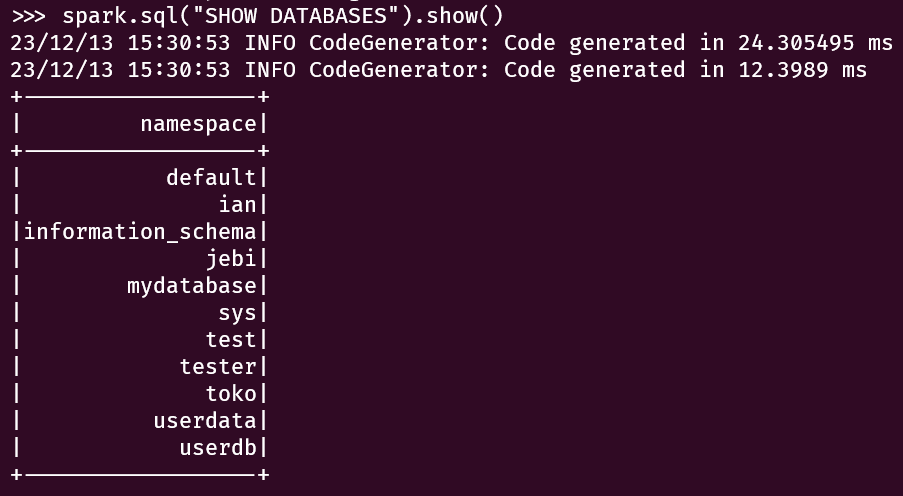 >>> spark.sql("SHOW DATABASES").show()
23/12/13 15:30:53 INFO CodeGenerator: Code generated in 24.305495 ms
23/12/13 15:30:53 INFO CodeGenerator: Code generated in 12.3989 ms
+------------------+
|         namespace|
+------------------+
|           default|
|               ian|
|information_schema|
|              jebi|
|        mydatabase|
|               sys|
|              test|
|            tester|
|              toko|
|          userdata|
|            userdb|
+------------------+